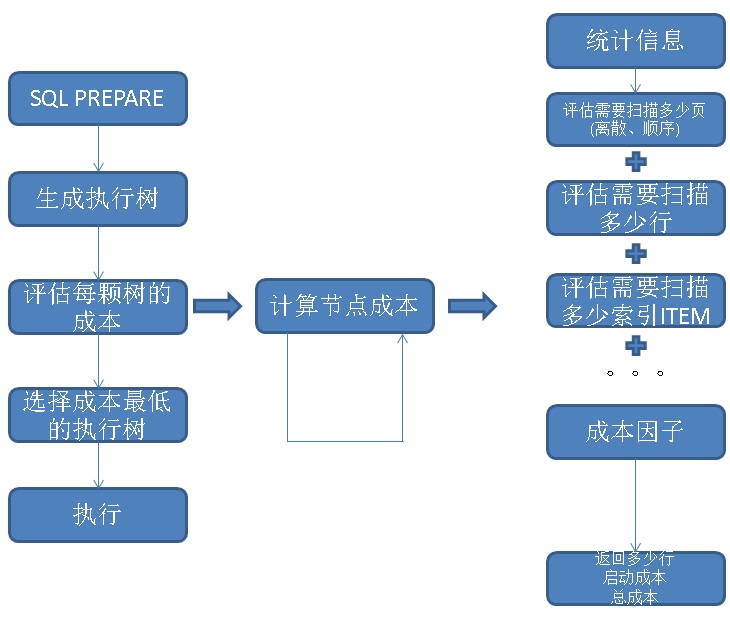 SQL PREPARE
生成执行树
评估每颗树的
成本
选择成本最低
的执行树
执行
计算节点成本
统计信息
评估需要扫描多少页
(离散、顺序)
评估需要扫描
多少行
评估需要扫描
多少索引ITEM
。。。
成本因子
返回多少行
启动成本
总成本